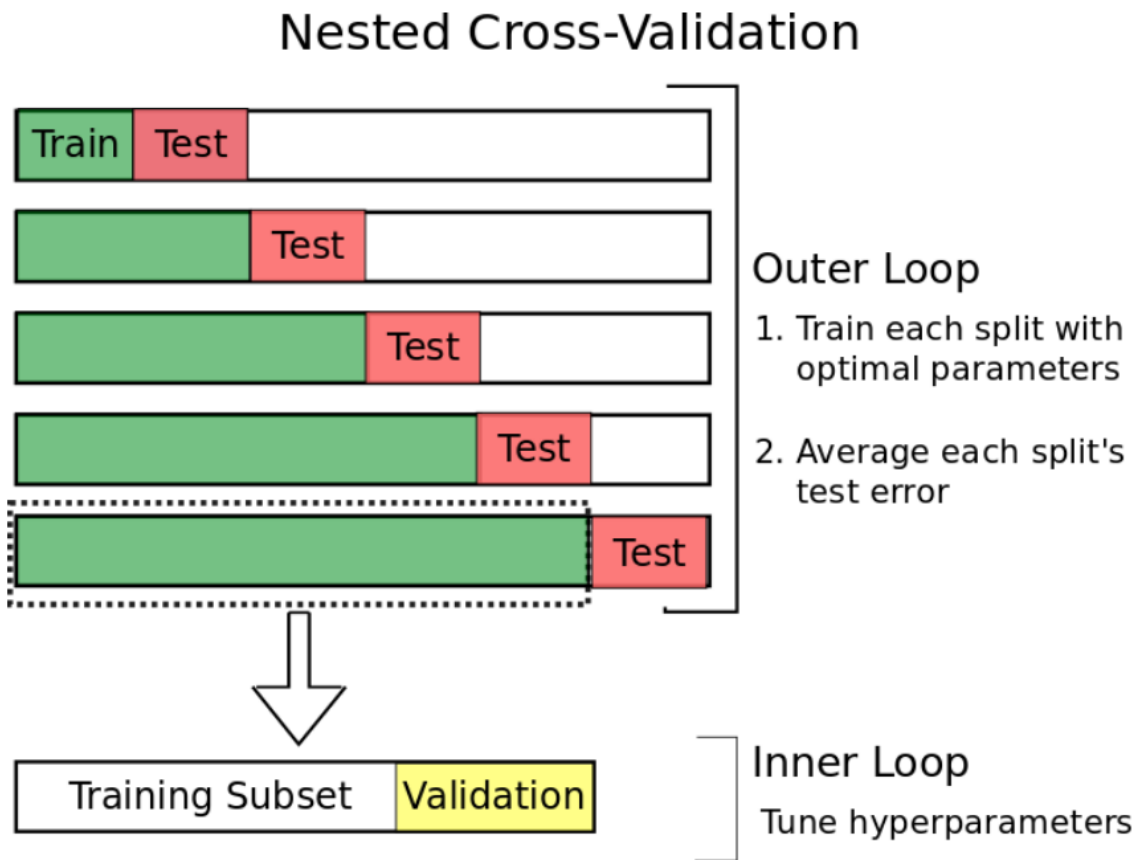 Nested Cross-Validation
Train Test
Test
Test
Test
Test
Outer Loop
1. Train each split with
optimal parameters
2. Average each split's
test error
Training Subset Validation
Inner Loop
Tune hyperparameters